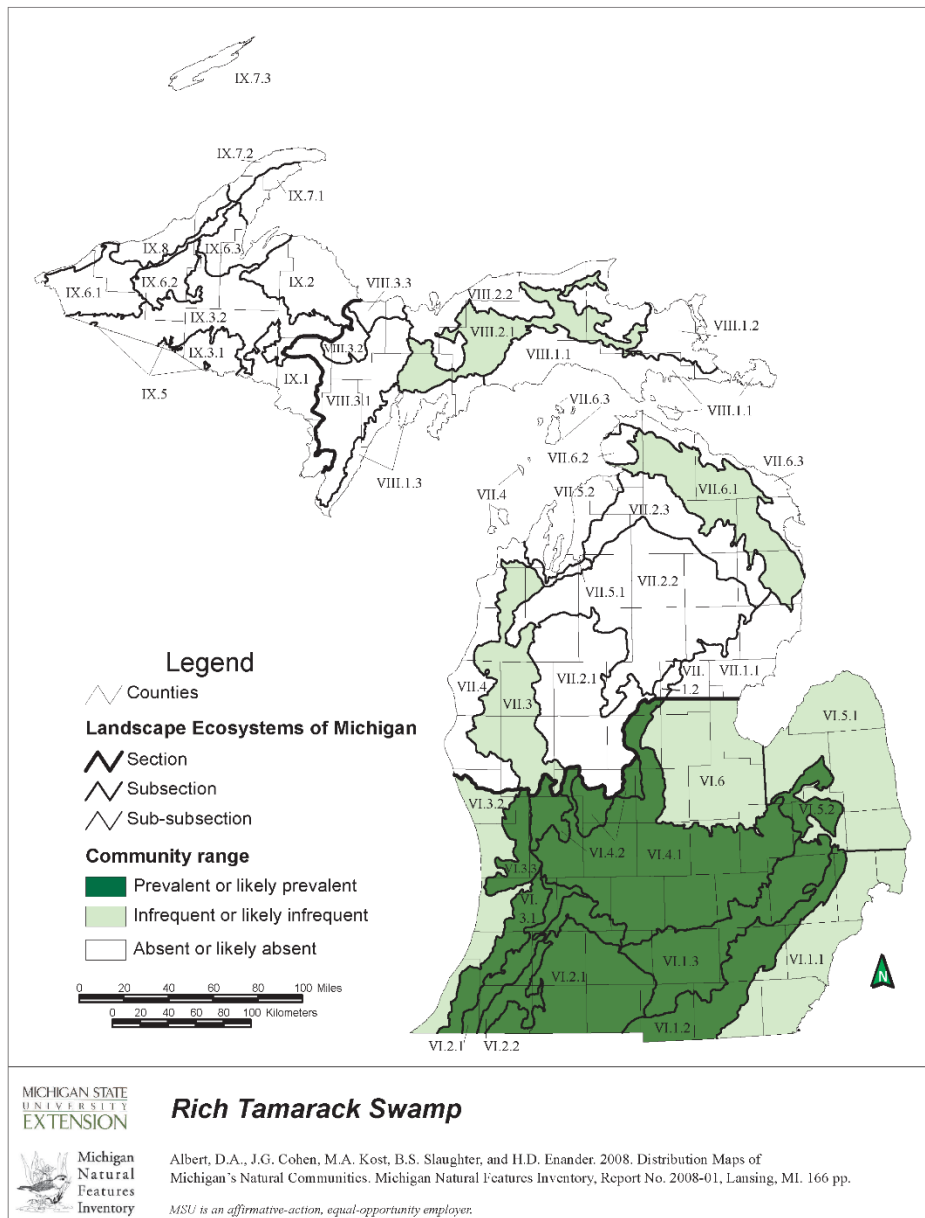 IX.7.3
IX.7.2
IX.7.1
IX.8
IX.6.3
IX.6.1
IX.6.2
IX.2
VIII.3.3
VIII.2.2
IX.3.2
VIII.2.1
VIII.1.2
IX.3.1
VIII.3.2
VIII.1.1
IX.1
IX.5
VIII.3.1
VII.6.3
VIII.1.1
VII.6.2
VII.6.3
VIII.1.3
VII.4
VII.5.2
VII.6.1
VII.2.3
VII.5.1
VII.2.2
Legend
Counties
Landscape Ecosystems of Michigan
Section
Subsection
Sub-subsection
Community range
Prevalent or likely prevalent
Infrequent or likely infrequent
Absent or likely absent
0 20 40 60 80 100 Miles
0 20 40 60 80 100 Kilometers
VII.4
VII.3
VII.2.1
VII.
1.2
VII.1.1
VI.5.1
VI.6
VI.3.2
VI.5.2
VI.4.2
VI.4.1
VI.3.3
VI.
3.1
VI.2.1
VI.1.3
VI.1.1
N
VI.1.2
VI.2.1
VI.2.2
MICHIGAN STATE
UNIVERSITY
EXTENSION
Michigan
Natural
Features
Inventory
Rich Tamarack Swamp
Albert, D.A., J.G. Cohen, M.A. Kost, B.S. Slaughter, and H.D. Enander. 2008. Distribution Maps of
Michigan's Natural Communities. Michigan Natural Features Inventory, Report No. 2008-01, Lansing, MI. 166 pp.
MSU is an affirmative-action, equal-opportunity employer.